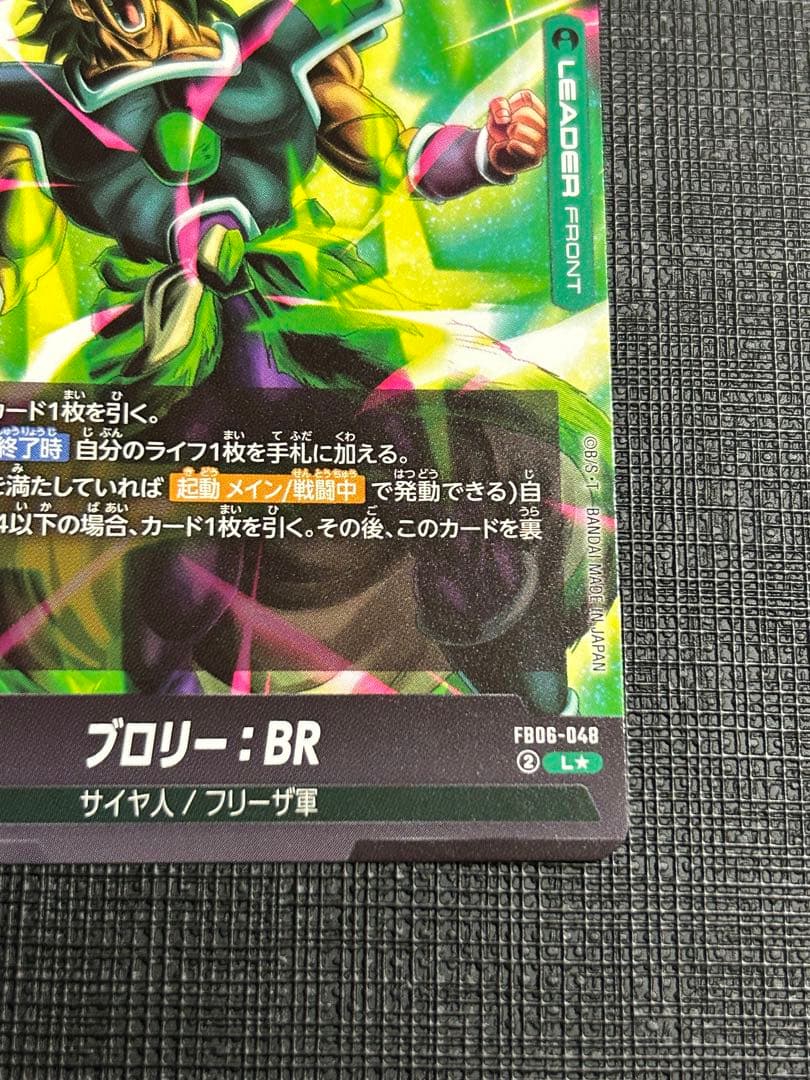 LEADER FRONT
カード1枚を引く。
終了時 自分のライフ1枚を手札に加える。
を満たしていれば 起動メイン/戦闘中 で発動できる)自
4以下の場合、カード1枚を引く。その後、このカードを裏
©B/S・T BANDAI MADE IN JAPAN
ブロリー：BR
FB06-048
② L★
サイヤ人 / フリーザ軍